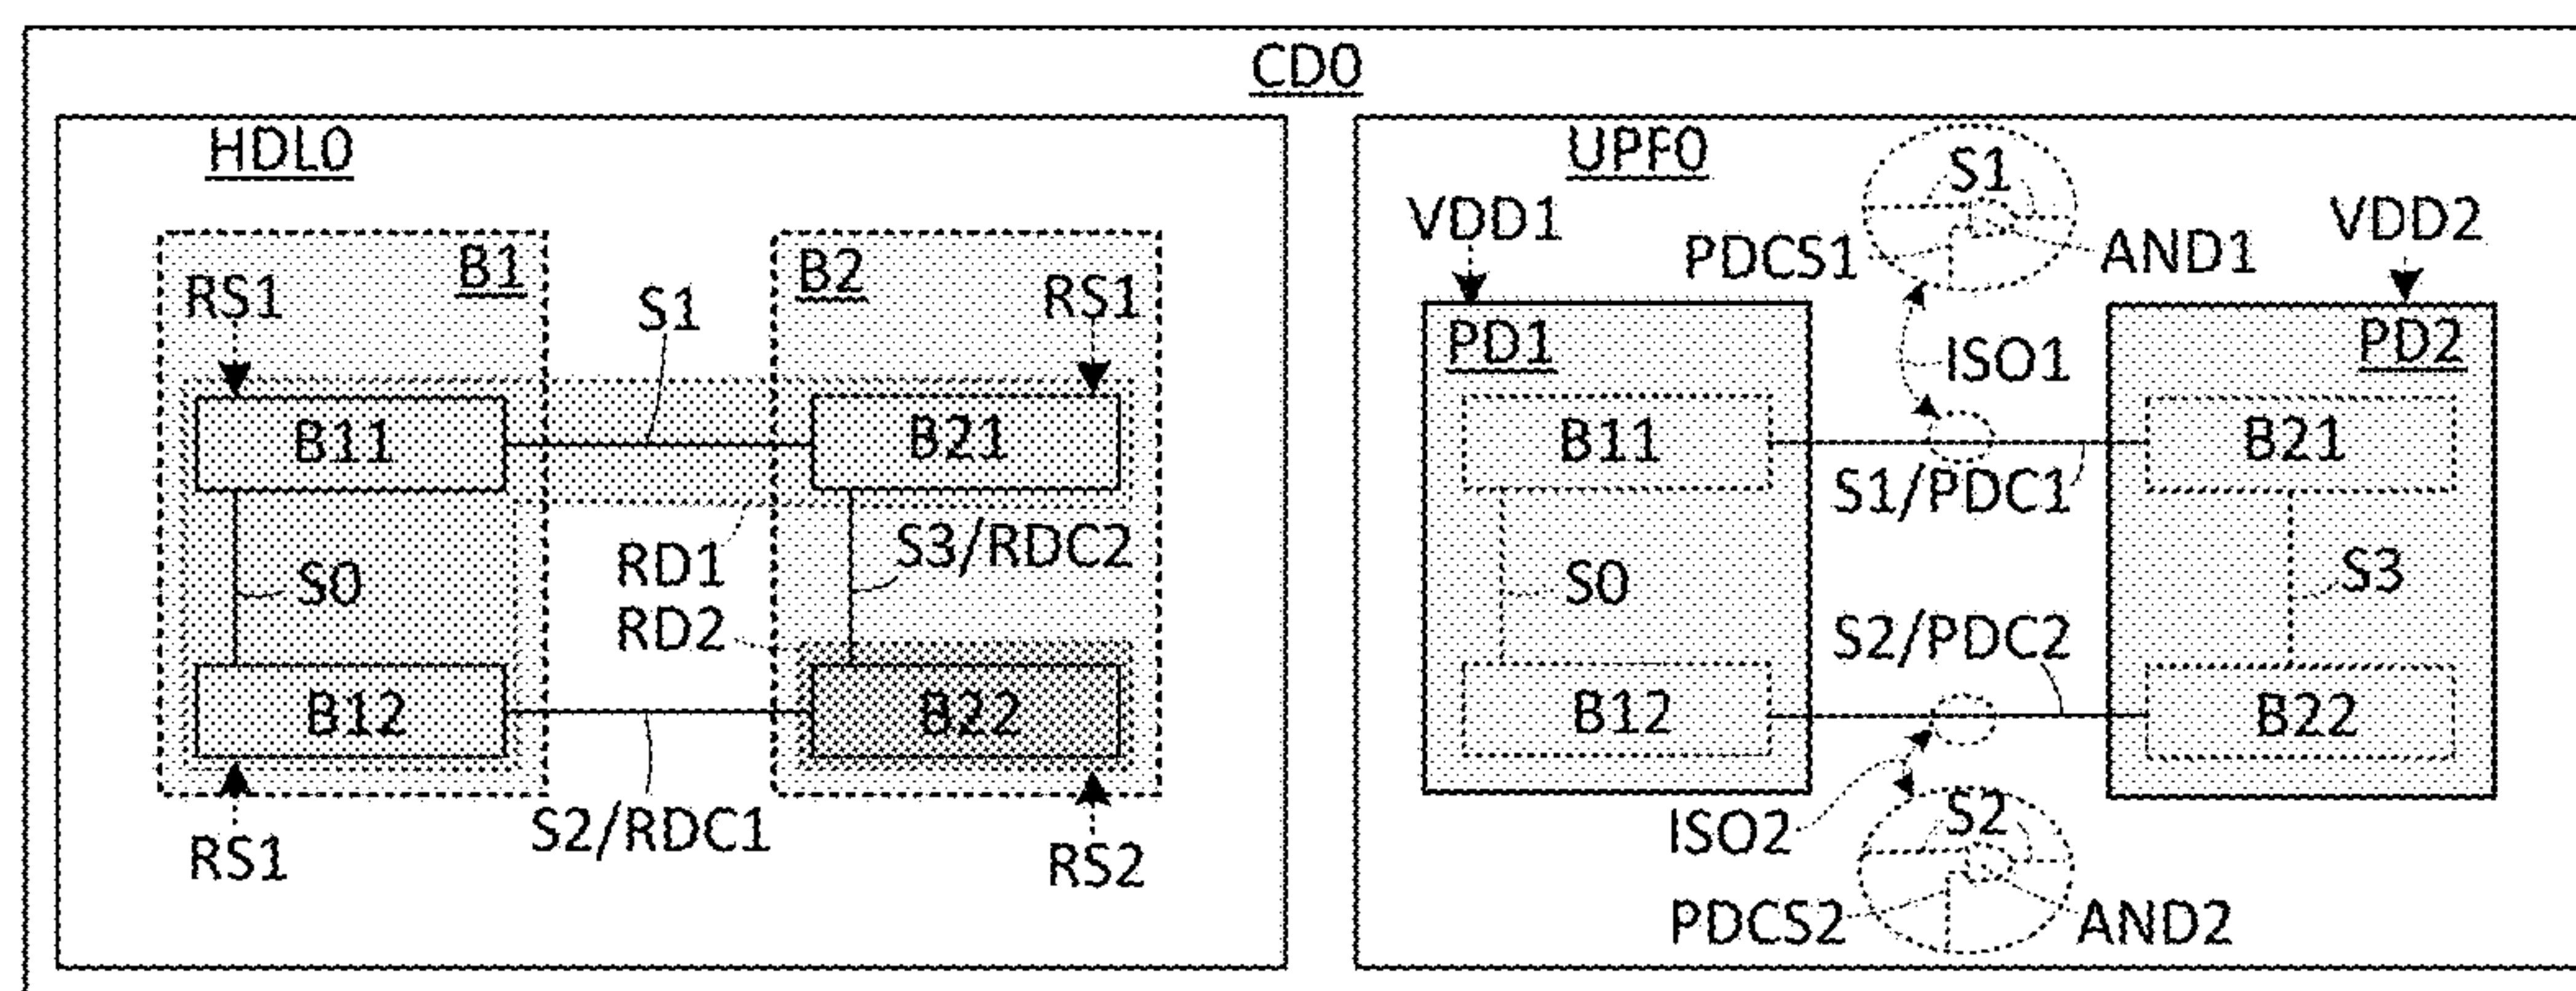 CD0
HDL0
B1
B2
RS1
RS1
S1
B11
B21
RD1
S3/RDC2
S0
RD2
B12
B22
S2/RDC1
RS1
RS2
UPF0
S1
VDD1
VDD2
PDCS1
AND1
PD1
PD2
ISO1
B11
B21
S1/PDC1
S0
S3
S2/PDC2
B12
B22
S2
ISO2
PDCS2
AND2